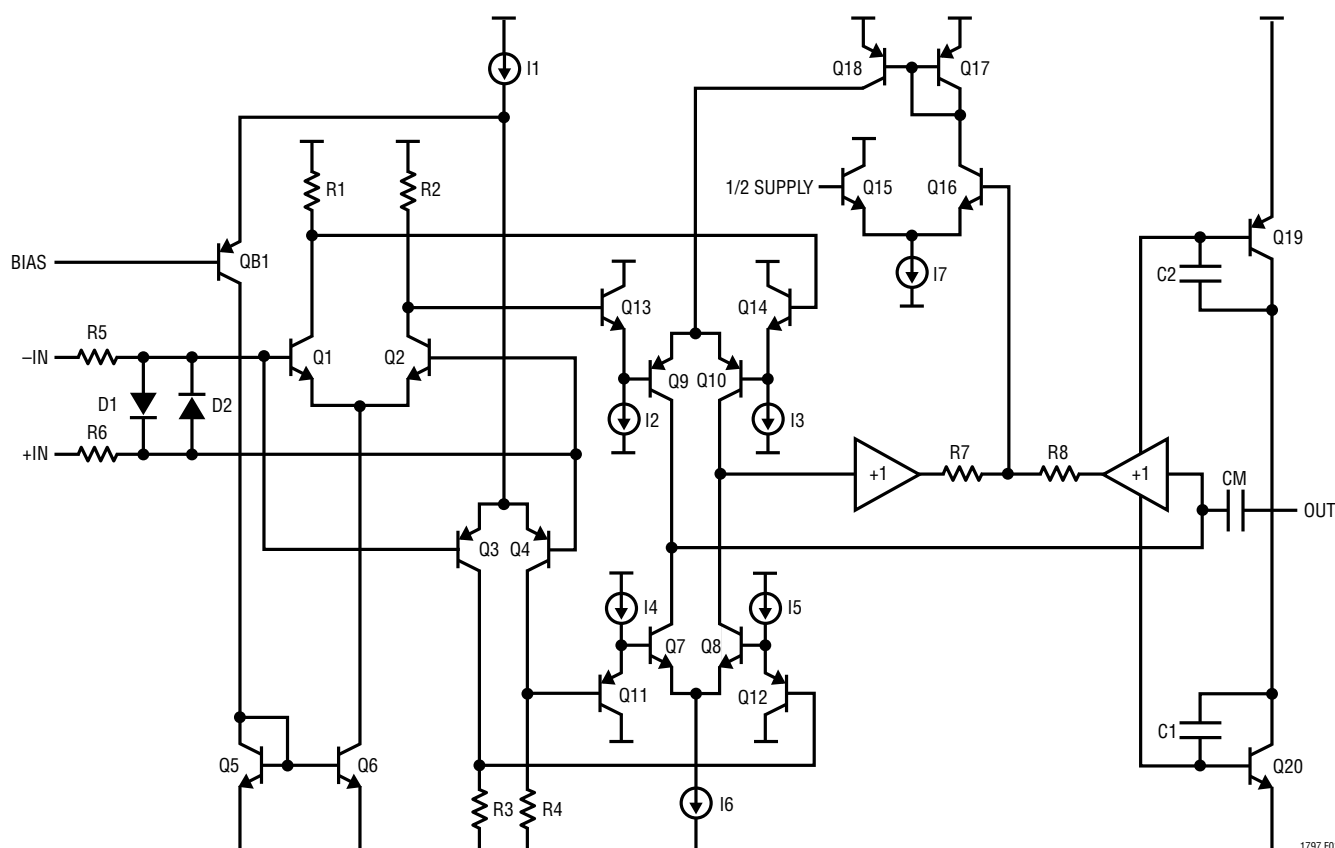 I1
Q18
Q17
R1
R2
1/2 SUPPLY
Q15
Q16
BIAS
QB1
Q19
C2
I7
Q13
Q14
R5
–IN
Q1
Q2
Q9
Q10
D1
D2
I2
I3
R6
+IN
+1
R7
R8
+1
CM
OUT
Q3
Q4
I4
I5
Q7
Q8
Q11
Q12
C1
Q5
Q6
Q20
R3
R4
I6